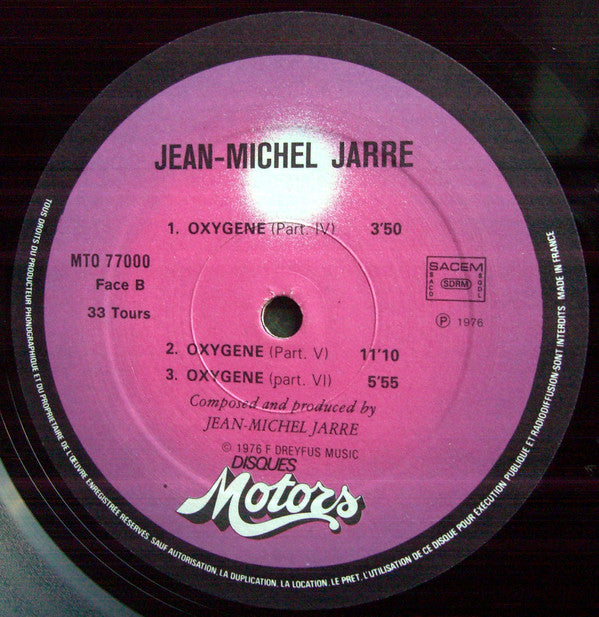 JEAN-MICHEL JARRE
1. OXYGENE (Part. IV) 3'50
MTO 77000
Face B
33 Tours
SACEM
SACD SDRM SGDL
Ⓟ 1976
2. OXYGENE (Part. V) 11'10
3. OXYGENE (part. VI) 5'55
Composed and produced by
JEAN-MICHEL JARRE
© 1976 F DREYFUS MUSIC
DISQUES
Motors
TOUS DROITS DU PRODUCTEUR PHONOGRAPHIQUE ET DU PROPRIETAIRE DE L'ŒUVRE ENREGISTREE RESERVES. SAUF AUTORISATION, LA DUPLICATION, LA LOCATION, LE PRET, L'UTILISATION DE CE DISQUE POUR EXECUTION PUBLIQUE ET RADIODIFFUSION SONT INTERDITS MADE IN FRANCE